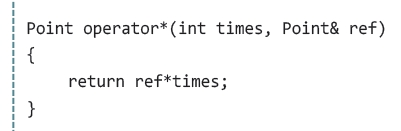 Point operator*(int times, Point& ref)
{
    return ref*times;
}